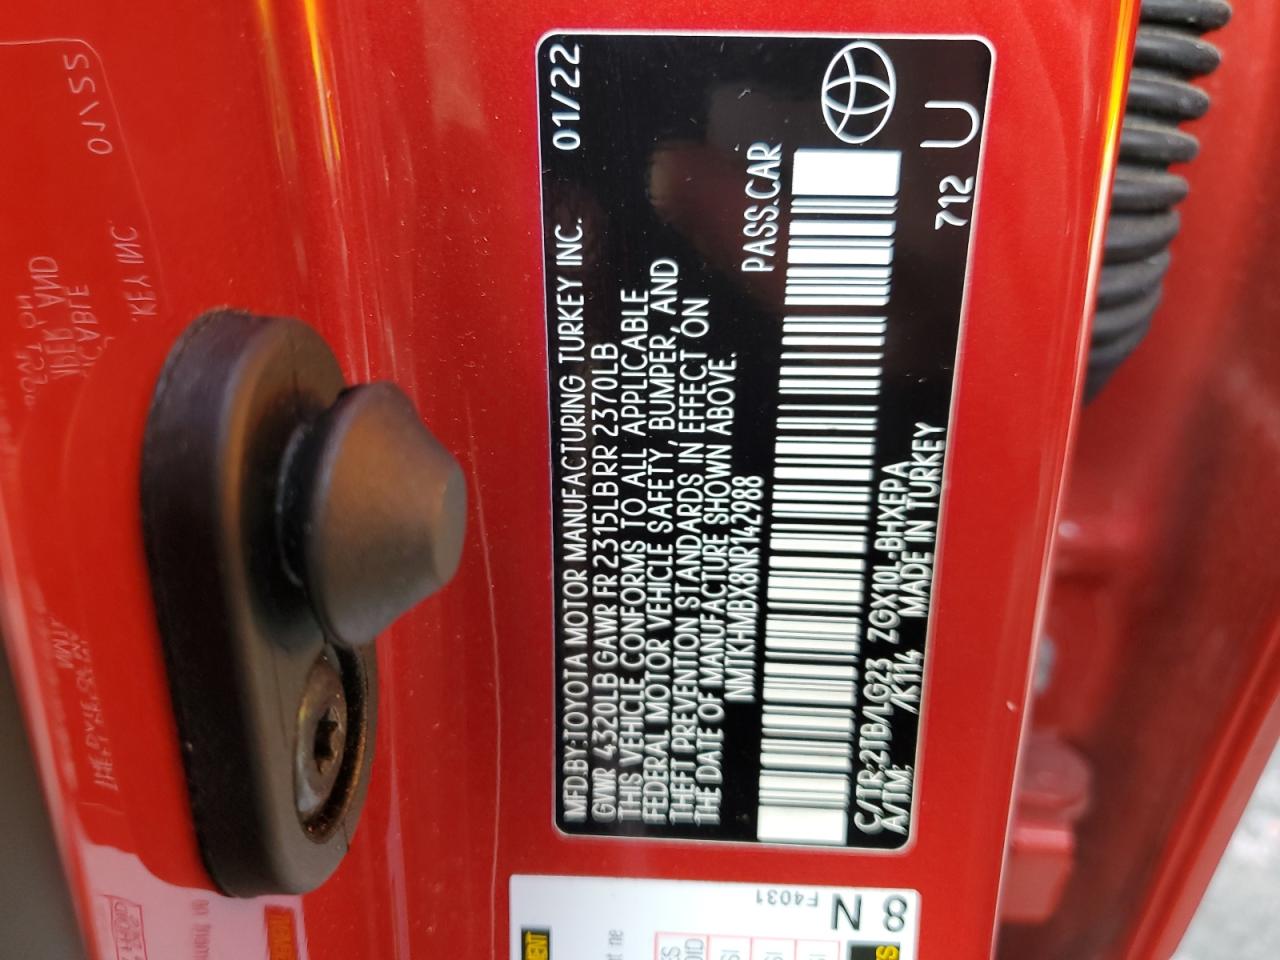 MFD.BY:TOYOTA MOTOR MANUFACTURING TURKEY INC. 01/22
GVWR 4320LB GAWR FR 2315LB RR 2370LB
THIS VEHICLE CONFORMS TO ALL APPLICABLE
FEDERAL MOTOR VEHICLE SAFETY, BUMPER, AND
THEFT PREVENTION STANDARDS IN EFFECT ON
THE DATE OF MANUFACTURE SHOWN ABOVE.
NMTKHMBX8NR142988 PASS.CAR
C/TR:2TB/LG23 ZGX10L-BHXEPA
A/TM: /K114 MADE IN TURKEY 712 U
F4031
8 N